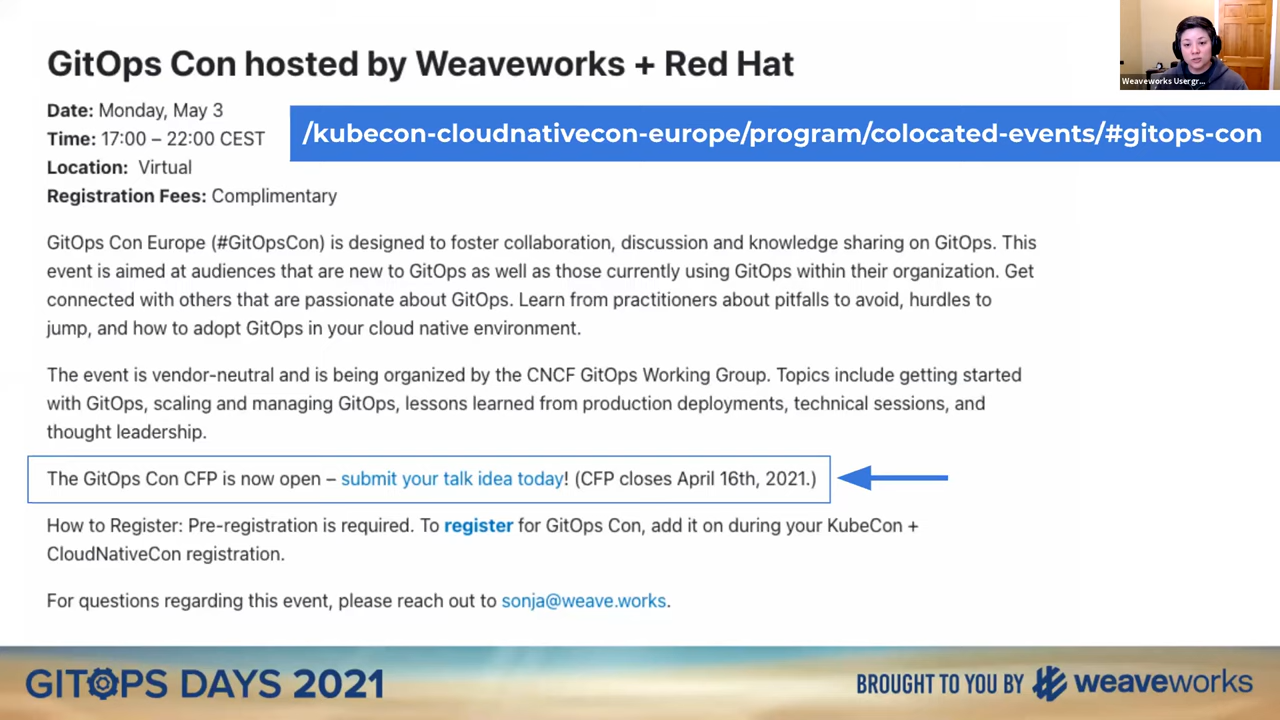 GitOps Con hosted by Weaveworks + Red Hat
Weaveworks Usergr...
Date: Monday, May 3
/kubecon-cloudnativecon-europe/program/colocated-events/#gitops-con
Time: 17:00 – 22:00 CEST
Location: Virtual
Registration Fees: Complimentary
GitOps Con Europe (#GitOpsCon) is designed to foster collaboration, discussion and knowledge sharing on GitOps. This
event is aimed at audiences that are new to GitOps as well as those currently using GitOps within their organization. Get
connected with others that are passionate about GitOps. Learn from practitioners about pitfalls to avoid, hurdles to
jump, and how to adopt GitOps in your cloud native environment.
The event is vendor-neutral and is being organized by the CNCF GitOps Working Group. Topics include getting started
with GitOps, scaling and managing GitOps, lessons learned from production deployments, technical sessions, and
thought leadership.
The GitOps Con CFP is now open – submit your talk idea today! (CFP closes April 16th, 2021.)
How to Register: Pre-registration is required. To register for GitOps Con, add it on during your KubeCon +
CloudNativeCon registration.
For questions regarding this event, please reach out to sonja@weave.works.
GITOPS DAYS 2021
BROUGHT TO YOU BY weaveworks